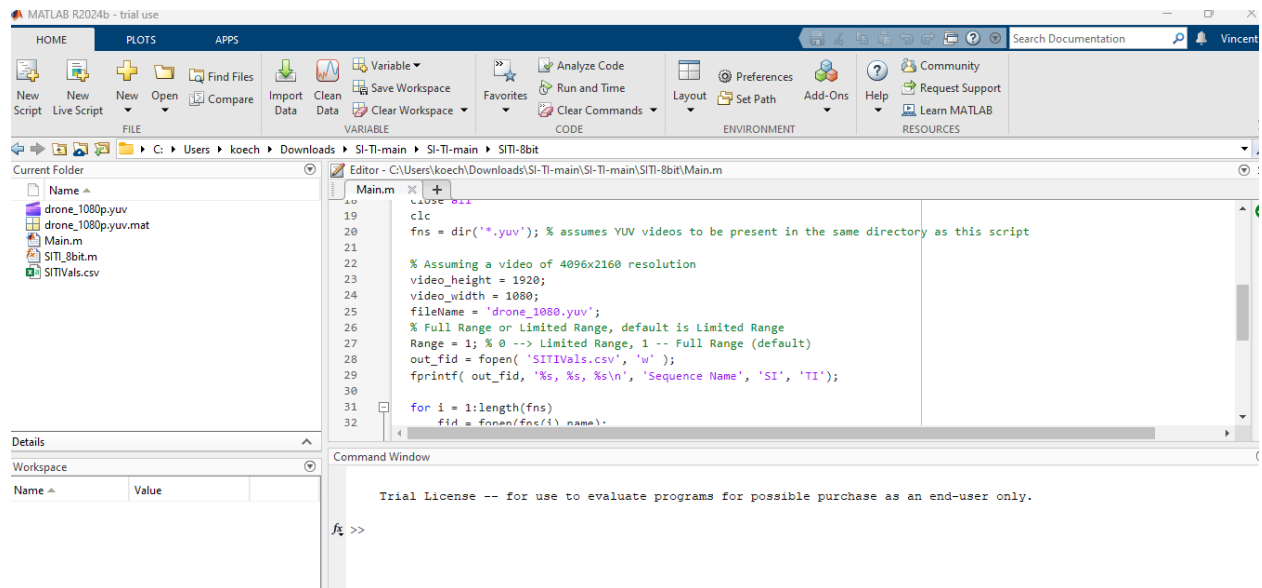 MATLAB R2024b - trial use
HOME PLOTS APPS
Search Documentation
Vincent
New Script
New Live Script
New
Open
Find Files
Compare
FILE
Import Data
Clean Data
Variable
Save Workspace
Clear Workspace
VARIABLE
Favorites
Analyze Code
Run and Time
Clear Commands
CODE
Layout
Preferences
Set Path
Add-Ons
ENVIRONMENT
Help
Community
Request Support
Learn MATLAB
RESOURCES
C: Users koech Downloads SI-TI-main SI-TI-main SITI-8bit
Current Folder
Name
drone_1080p.yuv
drone_1080p.yuv.mat
Main.m
SITI_8bit.m
SITIVals.csv
Details
Workspace
Name Value
Editor - C:\Users\koech\Downloads\SI-TI-main\SI-TI-main\SITI-8bit\Main.m
Main.m
18 close all
19 clc
20 fns = dir('*.yuv'); % assumes YUV videos to be present in the same directory as this script
21
22 % Assuming a video of 4096x2160 resolution
23 video_height = 1920;
24 video_width = 1080;
25 fileName = 'drone_1080.yuv';
26 % Full Range or Limited Range, default is Limited Range
27 Range = 1; % 0 --> Limited Range, 1 -- Full Range (default)
28 out_fid = fopen( 'SITIVals.csv', 'w' );
29 fprintf( out_fid, '%s, %s, %s\n', 'Sequence Name', 'SI', 'TI');
30
31 for i = 1:length(fns)
32 fid = fopen(fns(i).name);
Command Window
Trial License -- for use to evaluate programs for possible purchase as an end-user only.
fx >>